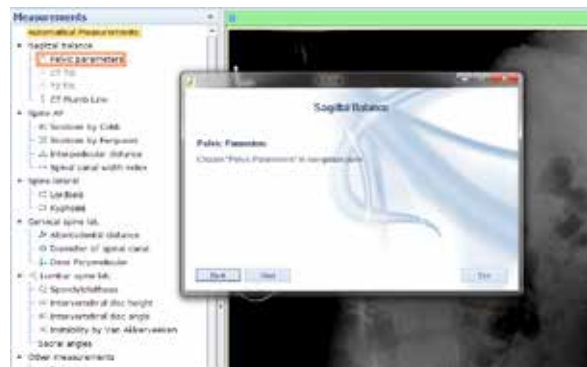 Measurements
Automatical Measurements
Sagittal balance
Pelvic parameters
C7 Tilt
T9 Tilt
C7 Plumb Line
Spine AP
Scoliosis by Cobb
Scoliosis by Ferguson
Interpedicular distance
Spinal canal width index
Spine lateral
Lordosis
Kyphosis
Cervical spine lat.
Atlantodental distance
Diameter of spinal canal
Dens Perpendicular
Lumbar spine lat.
Spondylolisthesis
Intervertebral disc height
Intervertebral disc angle
Instability by Van Akkerveeken
Sacral angles
Other measurements
Sagittal Balance
Pelvic Parameters
Choose "Pelvic Parameters" in navigation
Back
Next